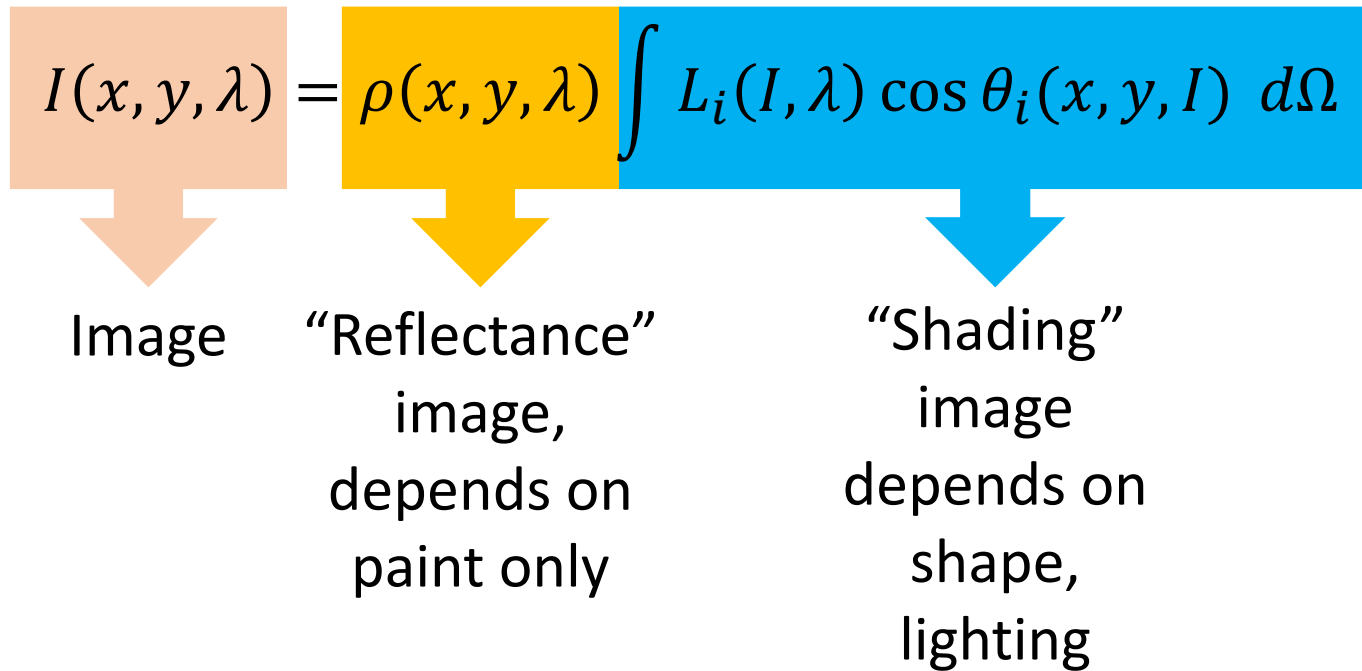 I(x, y, λ) = ρ(x, y, λ) ∫ L_i(I, λ) cos θ_i(x, y, I) dΩ
Image
“Reflectance”
image,
depends on
paint only
“Shading”
image
depends on
shape,
lighting